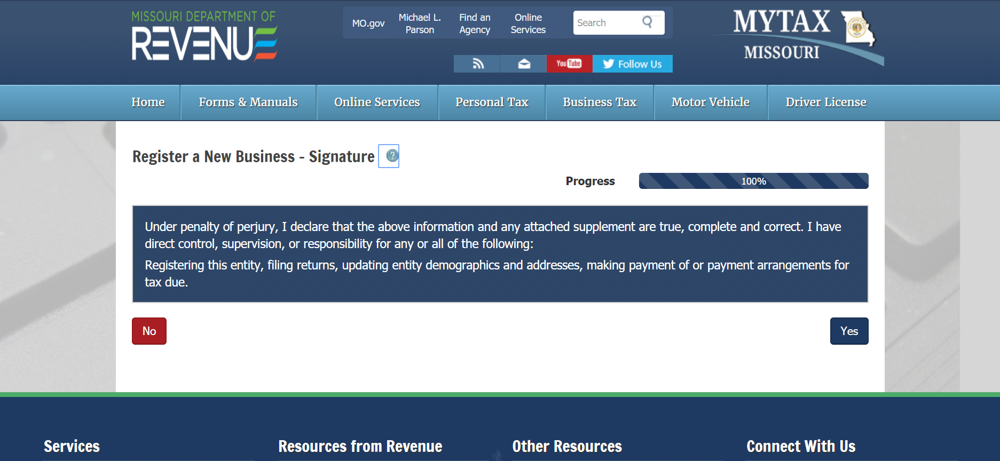 MISSOURI DEPARTMENT OF
REVENUE
MO.gov
Michael L.
Parson
Find an
Agency
Online
Services
Search
MYTAX
MISSOURI
You Tube
Follow Us
Home
Forms & Manuals
Online Services
Personal Tax
Business Tax
Motor Vehicle
Driver License
Register a New Business - Signature ?
Progress
100%
Under penalty of perjury, I declare that the above information and any attached supplement are true, complete and correct. I have
direct control, supervision, or responsibility for any or all of the following:
Registering this entity, filing returns, updating entity demographics and addresses, making payment of or payment arrangements for
tax due.
No
Yes
Services
Resources from Revenue
Other Resources
Connect With Us